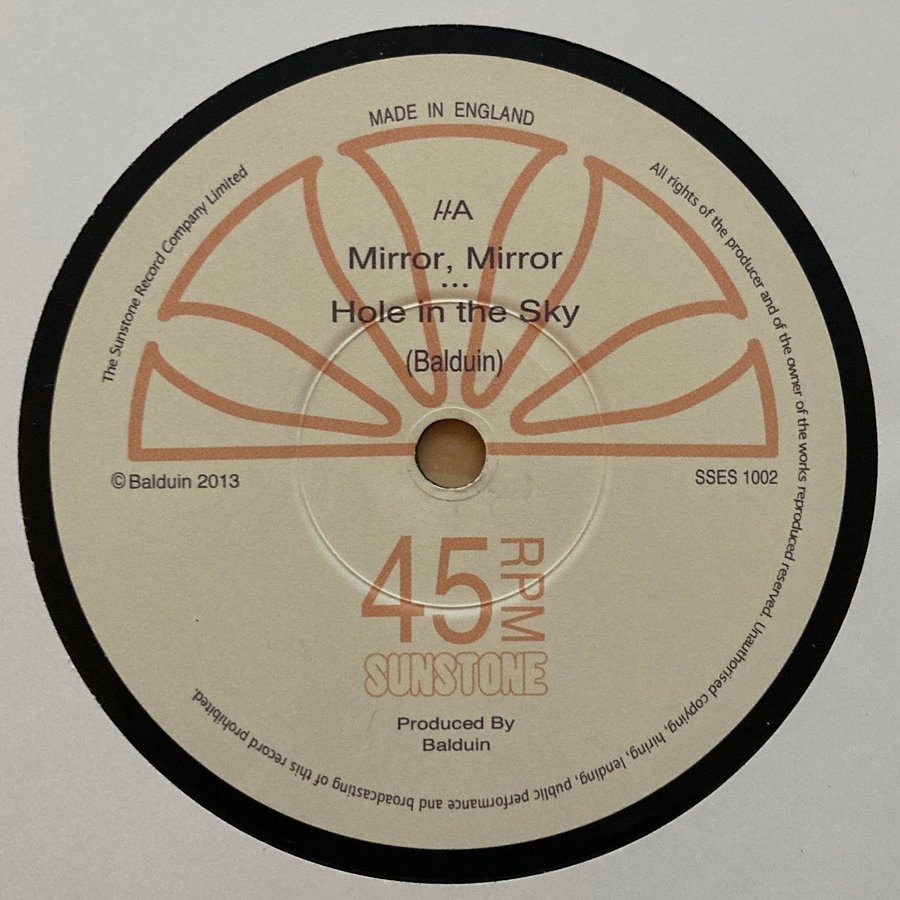 MADE IN ENGLAND
The Sunstone Record Company Limited
All rights of the producer and of the owner of the works reproduced reserved. Unauthorised copying, hiring, lending, public performance and broadcasting of this record prohibited.
//A
Mirror, Mirror
...
Hole in the Sky
(Balduin)
©Balduin 2013
SSES 1002
45
RPM
SUNSTONE
Produced By
Balduin